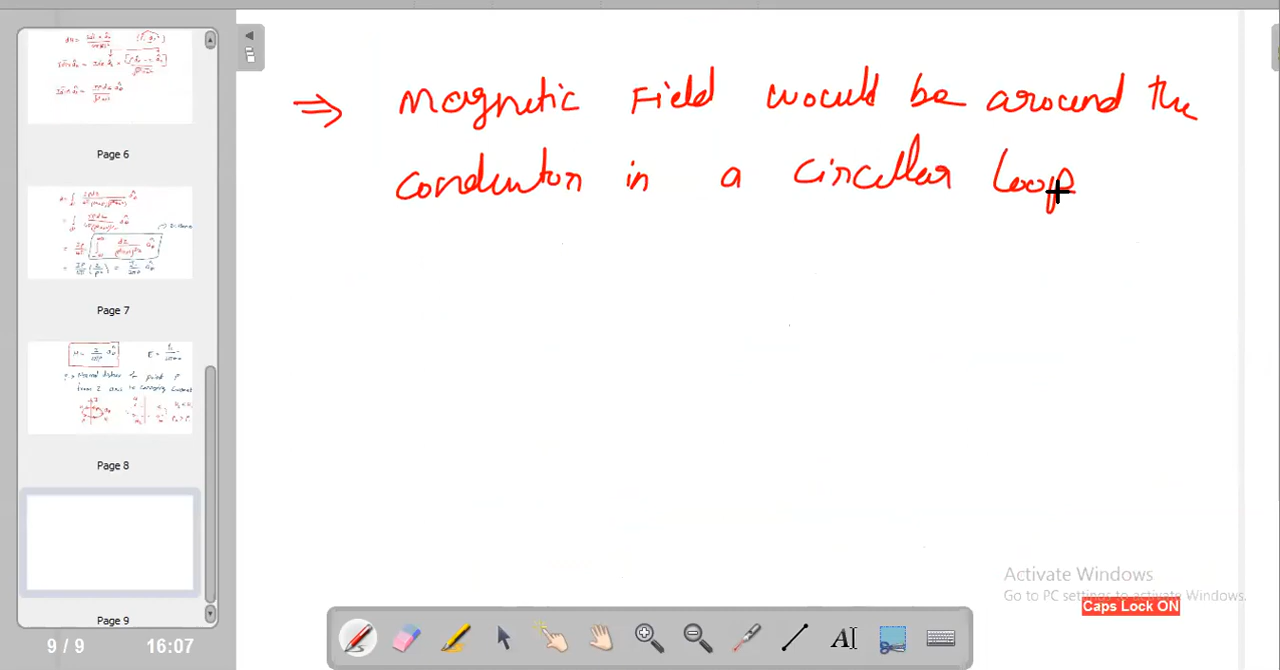 ⇒ Magnetic Field would be around the
conductor in a circular loop
Page 6
Page 7
Page 8
Page 9
9 / 9 16:07
Activate Windows
Go to PC settings to activate Windows.
Caps Lock ON
AI